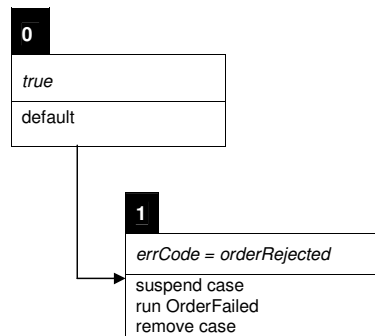 0
true
default
1
errCode = orderRejected
suspend case
run OrderFailed
remove case